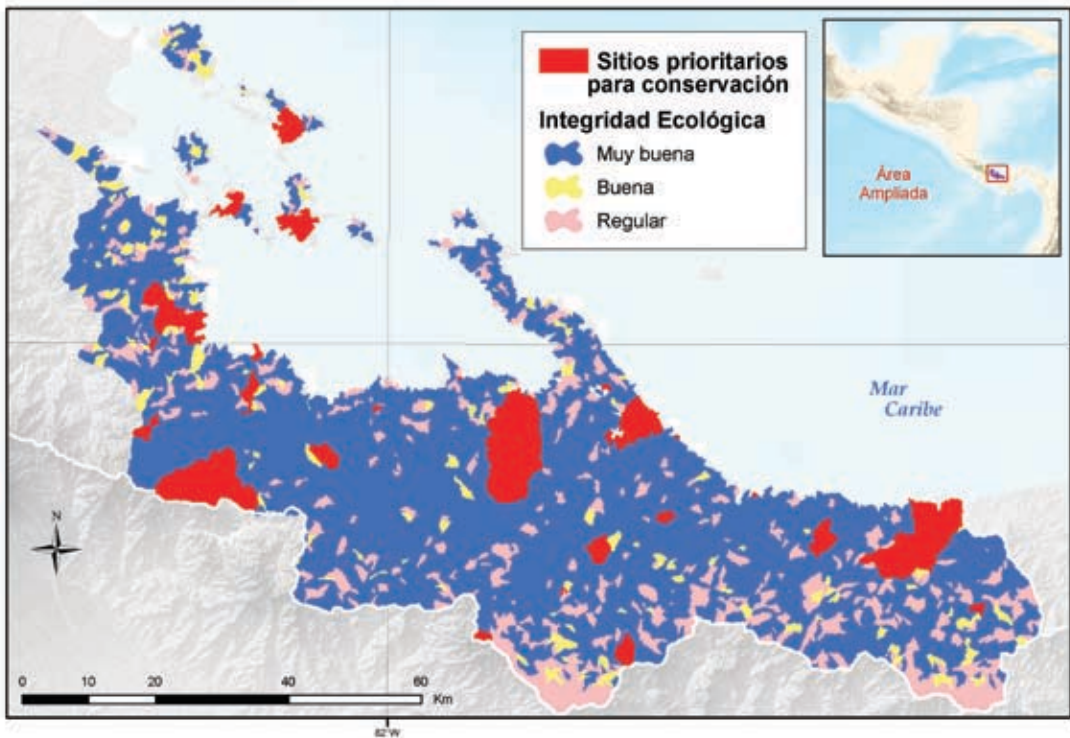 Sitios prioritarios
para conservación
Integridad Ecológica
Muy buena
Buena
Regular
Área
Ampliada
Mar
Caribe
N
0 10 20 40 60
Km
82°W